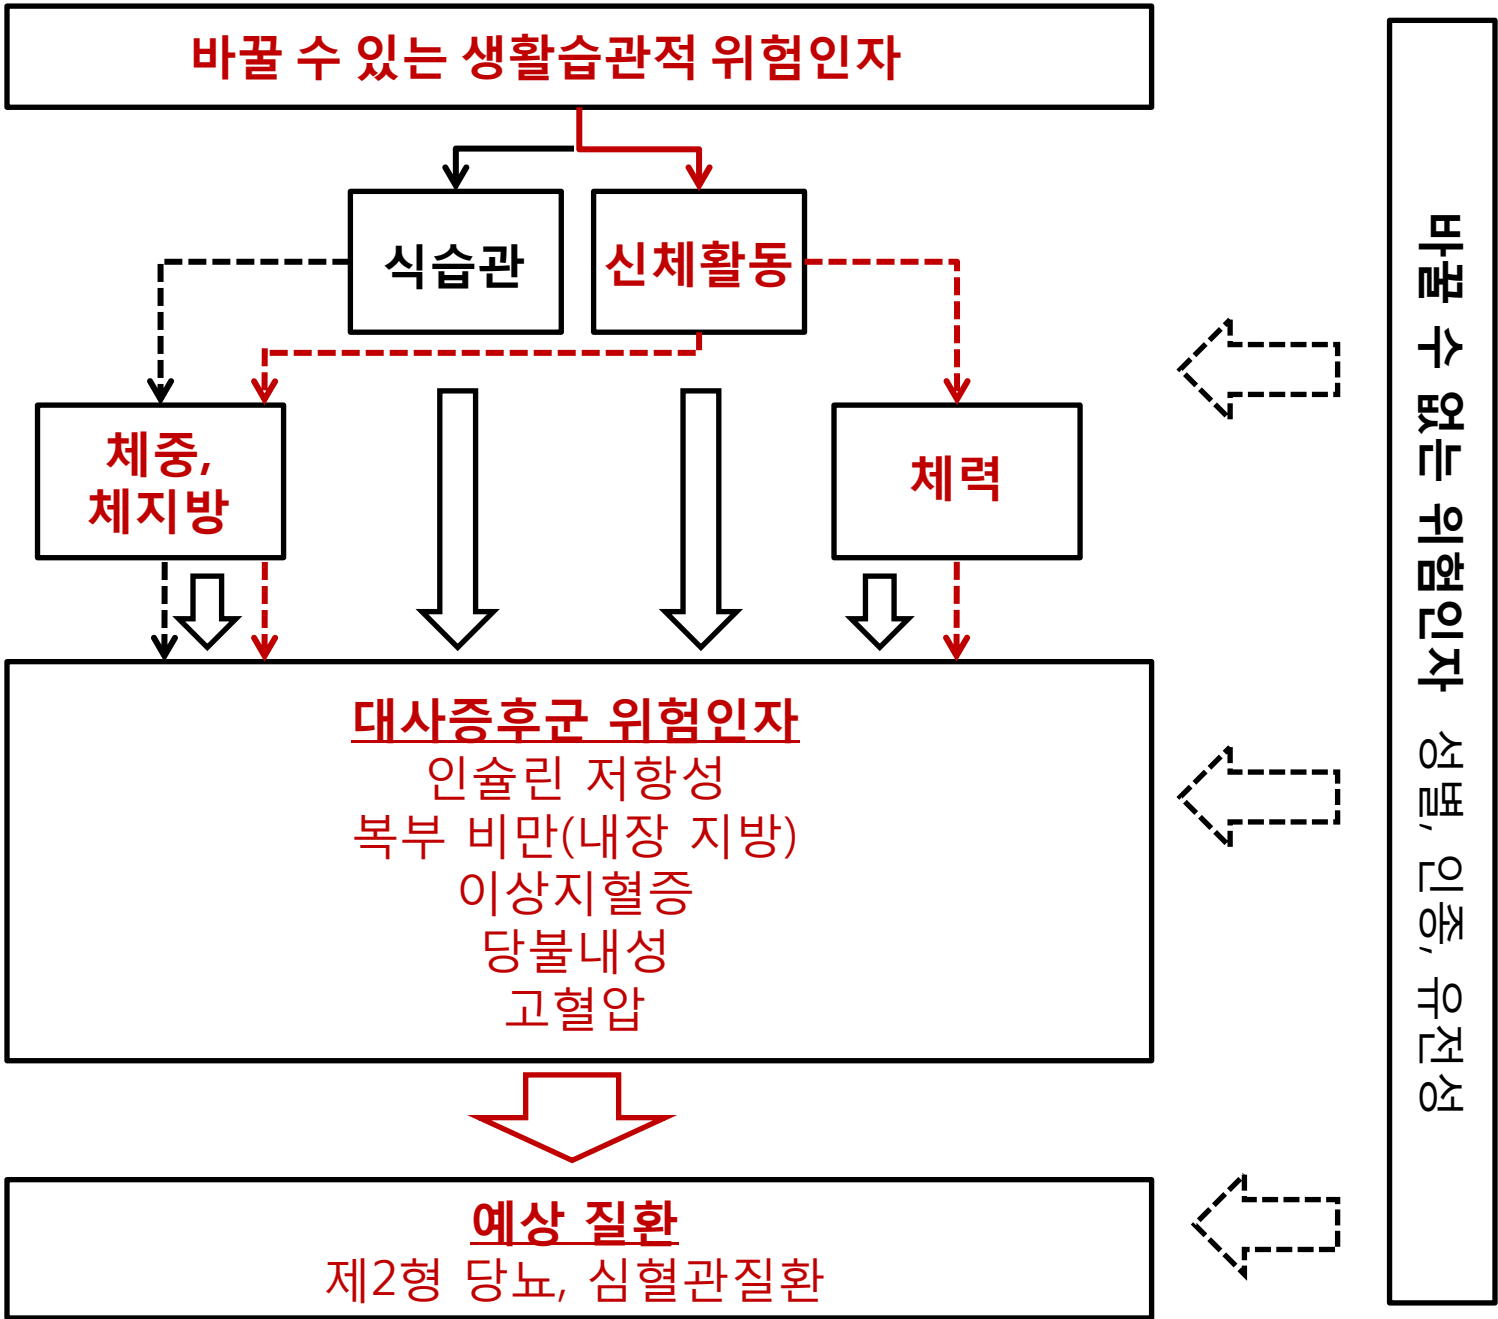 바꿀 수 있는 생활습관적 위험인자
식습관
신체활동
체중,
체지방
체력
대사증후군 위험인자
인슐린 저항성
복부 비만(내장 지방)
이상지혈증
당불내성
고혈압
예상 질환
제2형 당뇨, 심혈관질환
바꿀 수 없는 위험인자 성별, 인종, 유전성